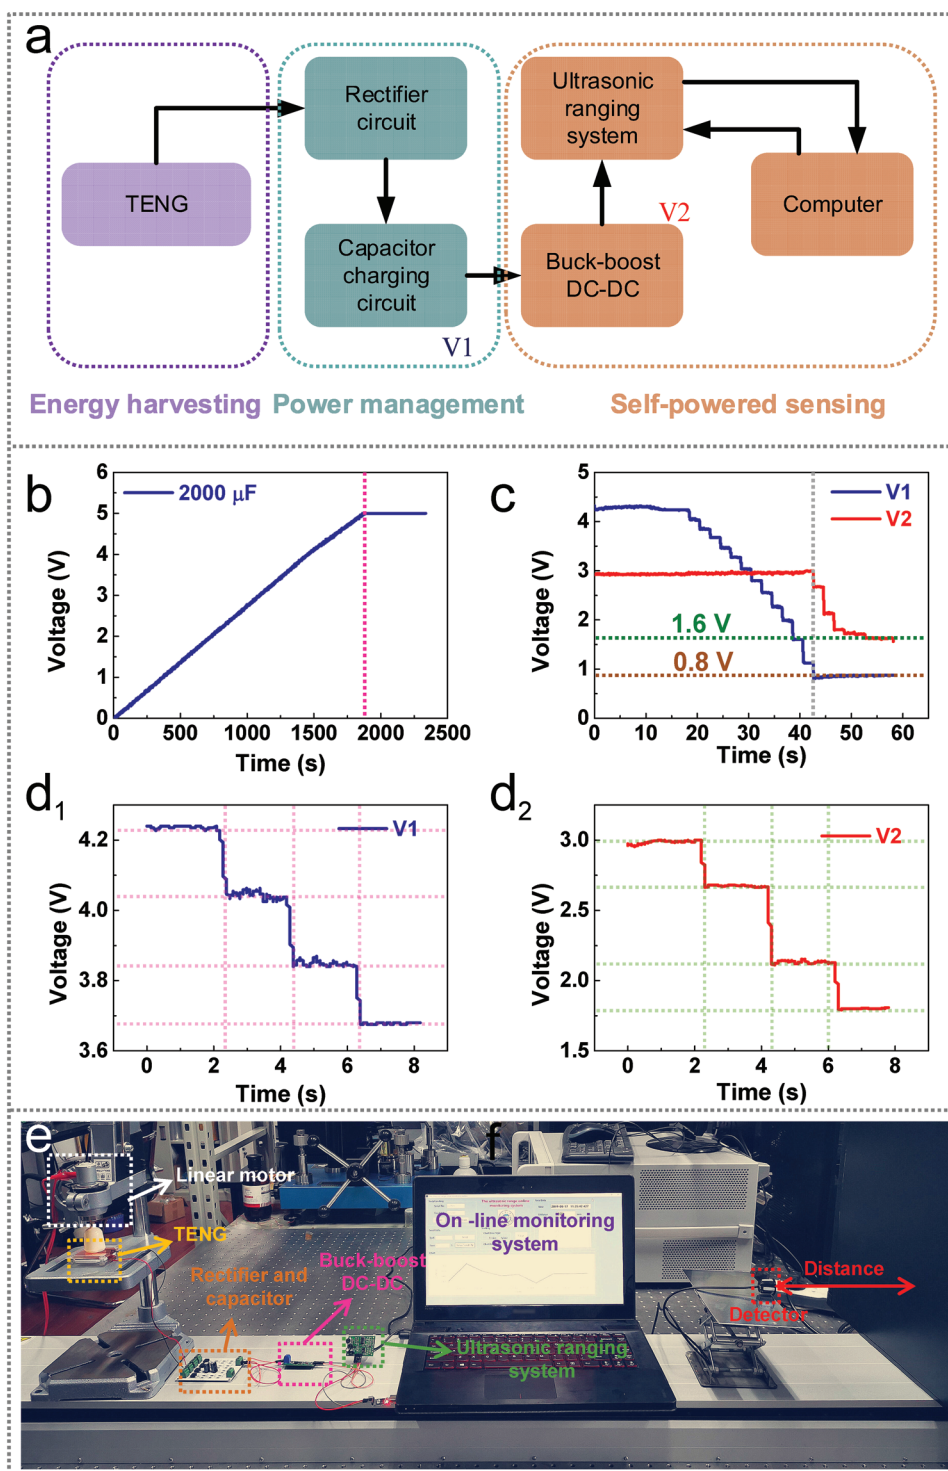 a
TENG
Rectifier
circuit
Capacitor
charging
circuit
V1
Ultrasonic
ranging
system
V2
Buck-boost
DC-DC
Computer
Energy harvesting
Power management
Self-powered sensing
b
2000 μF
Voltage (V)
6
5
4
3
2
1
0
0 500 1000 1500 2000 2500
Time (s)
c
V1
V2
1.6 V
0.8 V
Voltage (V)
5
4
3
2
1
0
0 10 20 30 40 50 60
Time (s)
d1
V1
Voltage (V)
4.2
4.0
3.8
3.6
0 2 4 6 8
Time (s)
d2
V2
Voltage (V)
3.0
2.5
2.0
1.5
0 2 4 6 8
Time (s)
e
Linear motor
TENG
Rectifier and
capacitor
Buck-boost
DC-DC
Ultrasonic ranging
system
f
On -line monitoring
system
Distance
Detector